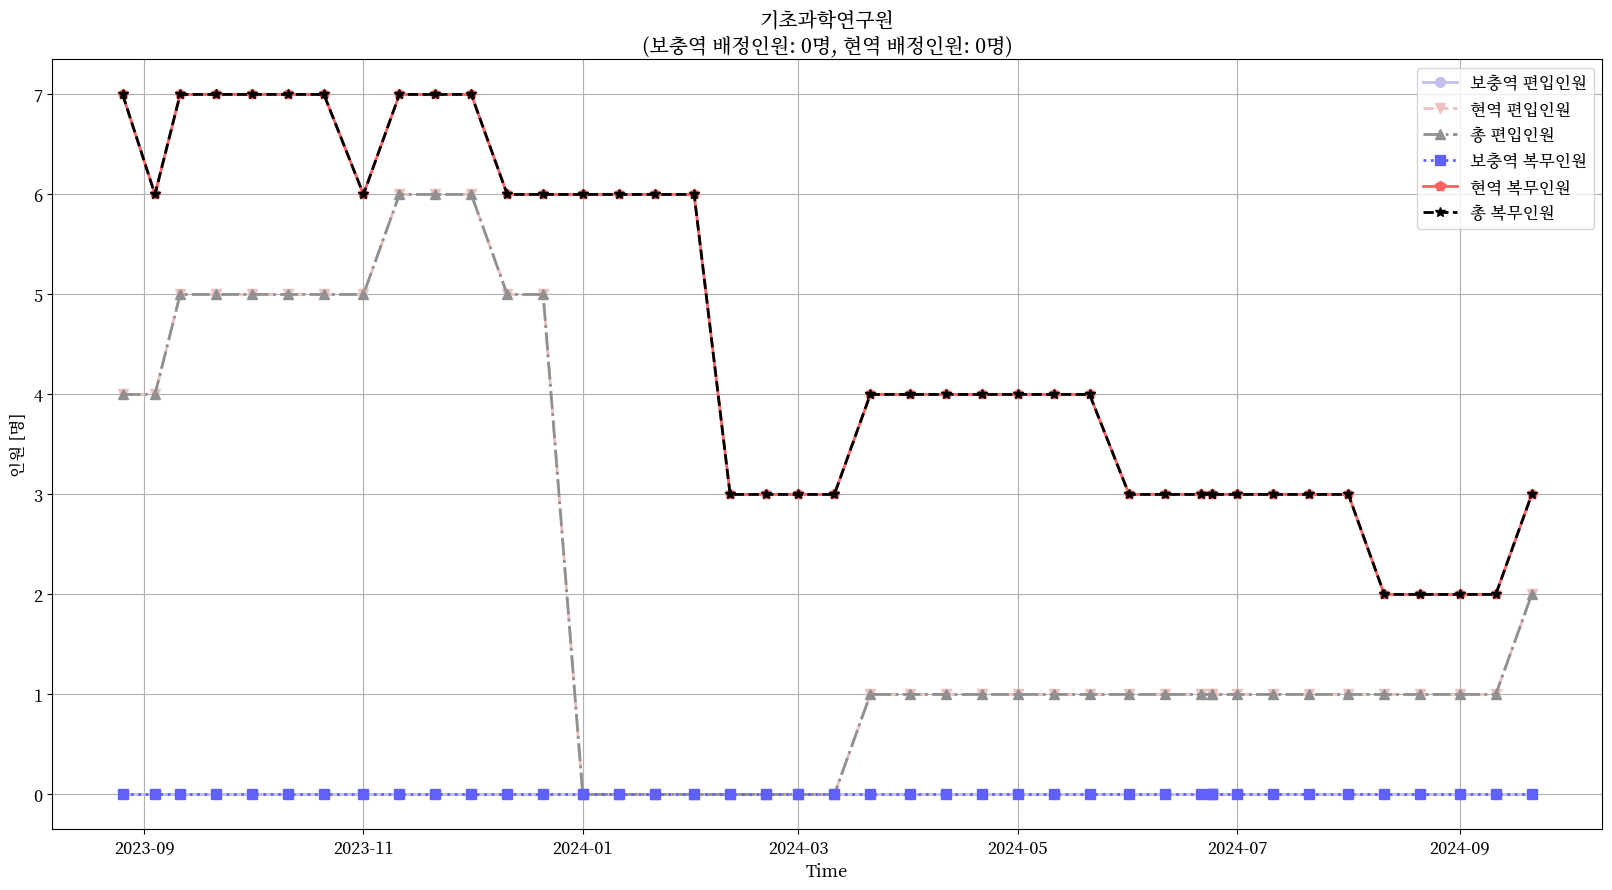 기초과학연구원
(보충역 배정인원: 0명, 현역 배정인원: 0명)
보충역 편입인원
현역 편입인원
총 편입인원
보충역 복무인원
현역 복무인원
총 복무인원
인원 [명]
7
6
5
4
3
2
1
0
2023-09
2023-11
2024-01
2024-03
2024-05
2024-07
2024-09
Time